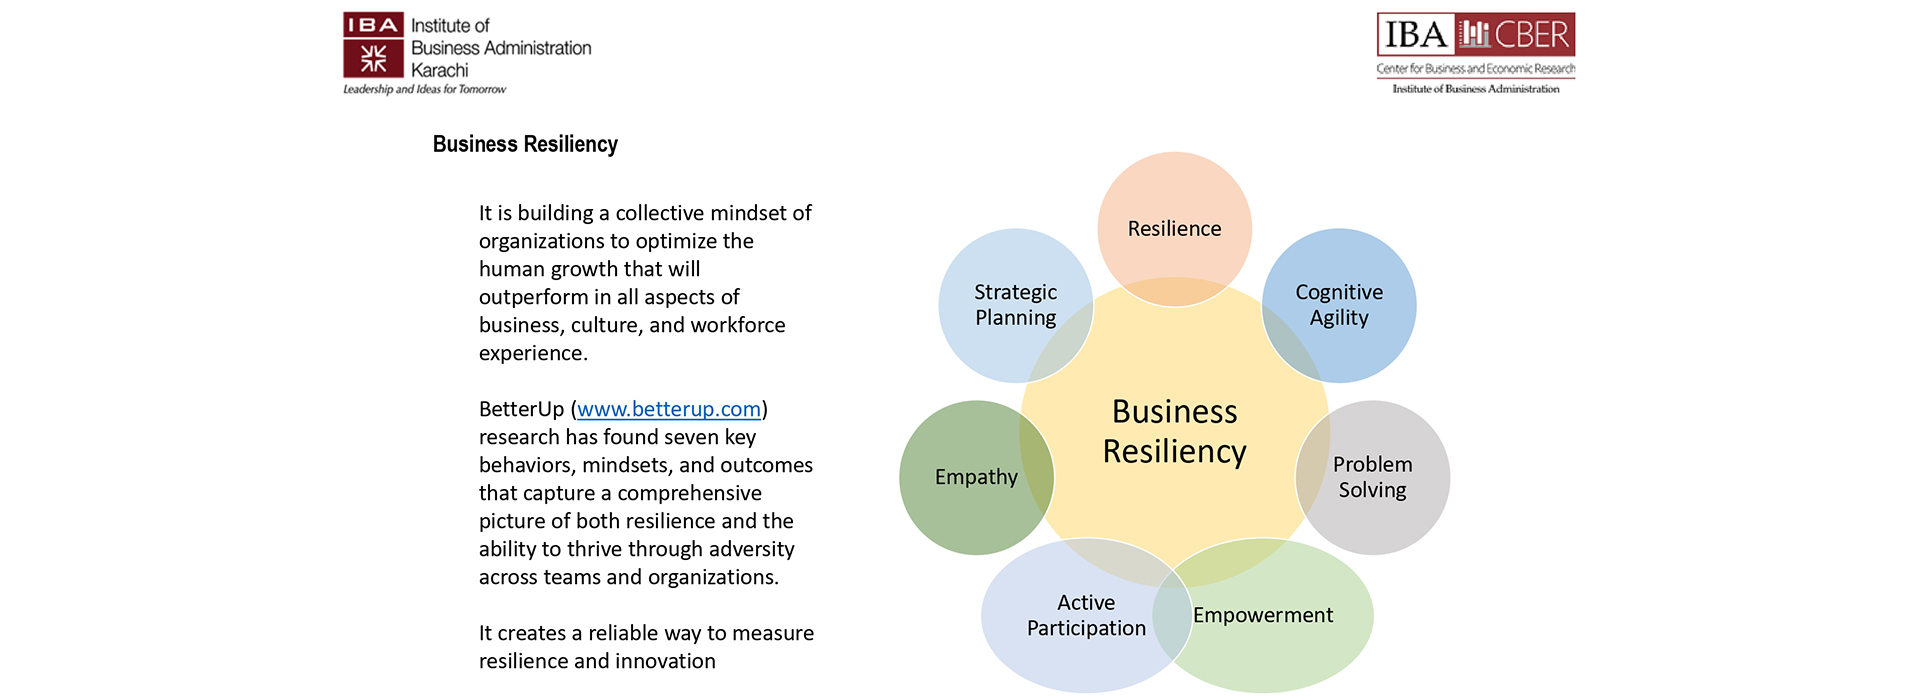 IBA
Institute of
Business Administration
Karachi
Leadership and Ideas for Tomorrow
IBA CBER
Center for Business and Economic Research
Institute of Business Administration
Business Resiliency
It is building a collective mindset of
organizations to optimize the
human growth that will
outperform in all aspects of
business, culture, and workforce
experience.
BetterUp (www.betterup.com)
research has found seven key
behaviors, mindsets, and outcomes
that capture a comprehensive
picture of both resilience and the
ability to thrive through adversity
across teams and organizations.
It creates a reliable way to measure
resilience and innovation
Resilience
Cognitive
Agility
Problem
Solving
Empowerment
Active
Participation
Empathy
Strategic
Planning
Business
Resiliency